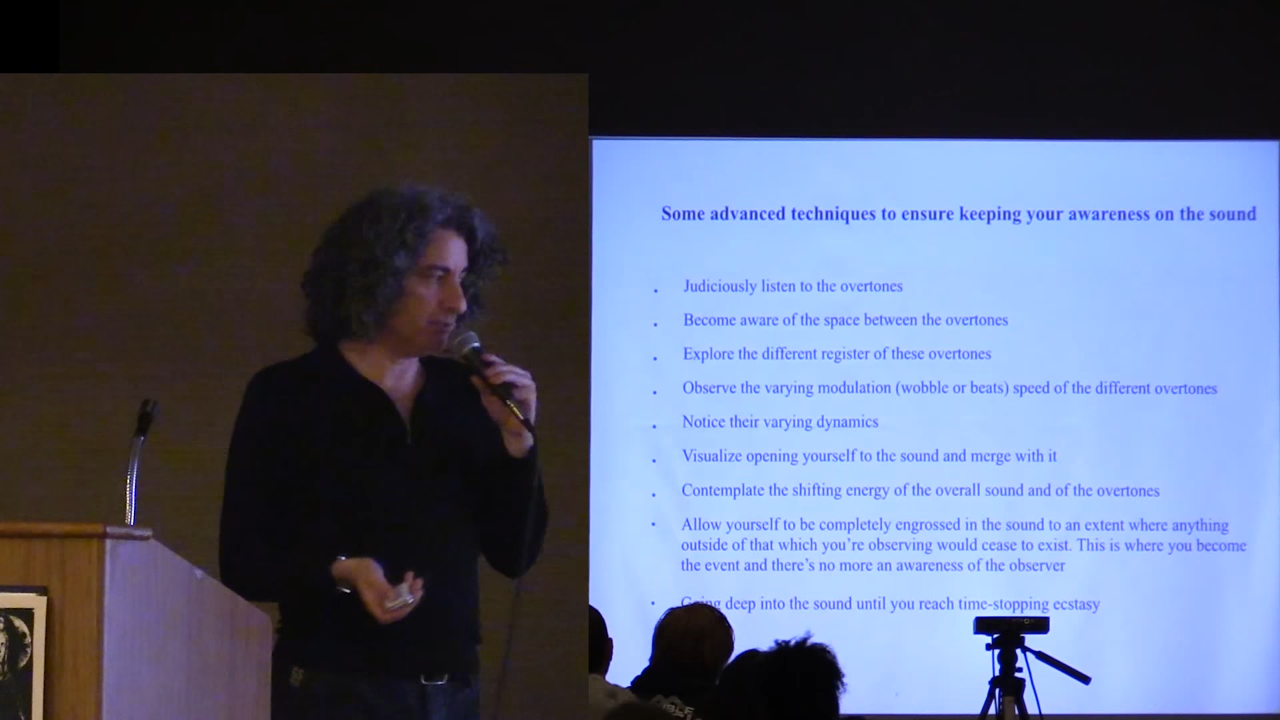 Some advanced techniques to ensure keeping your awareness on the sound
Judiciously listen to the overtones
Become aware of the space between the overtones
Explore the different register of these overtones
Observe the varying modulation (wobble or beats) speed of the different overtones
Notice their varying dynamics
Visualize opening yourself to the sound and merge with it
Contemplate the shifting energy of the overall sound and of the overtones
Allow yourself to be completely engrossed in the sound to an extent where anything
outside of that which you're observing would cease to exist. This is where you become
the event and there's no more an awareness of the observer
Going deep into the sound until you reach time-stopping ecstasy